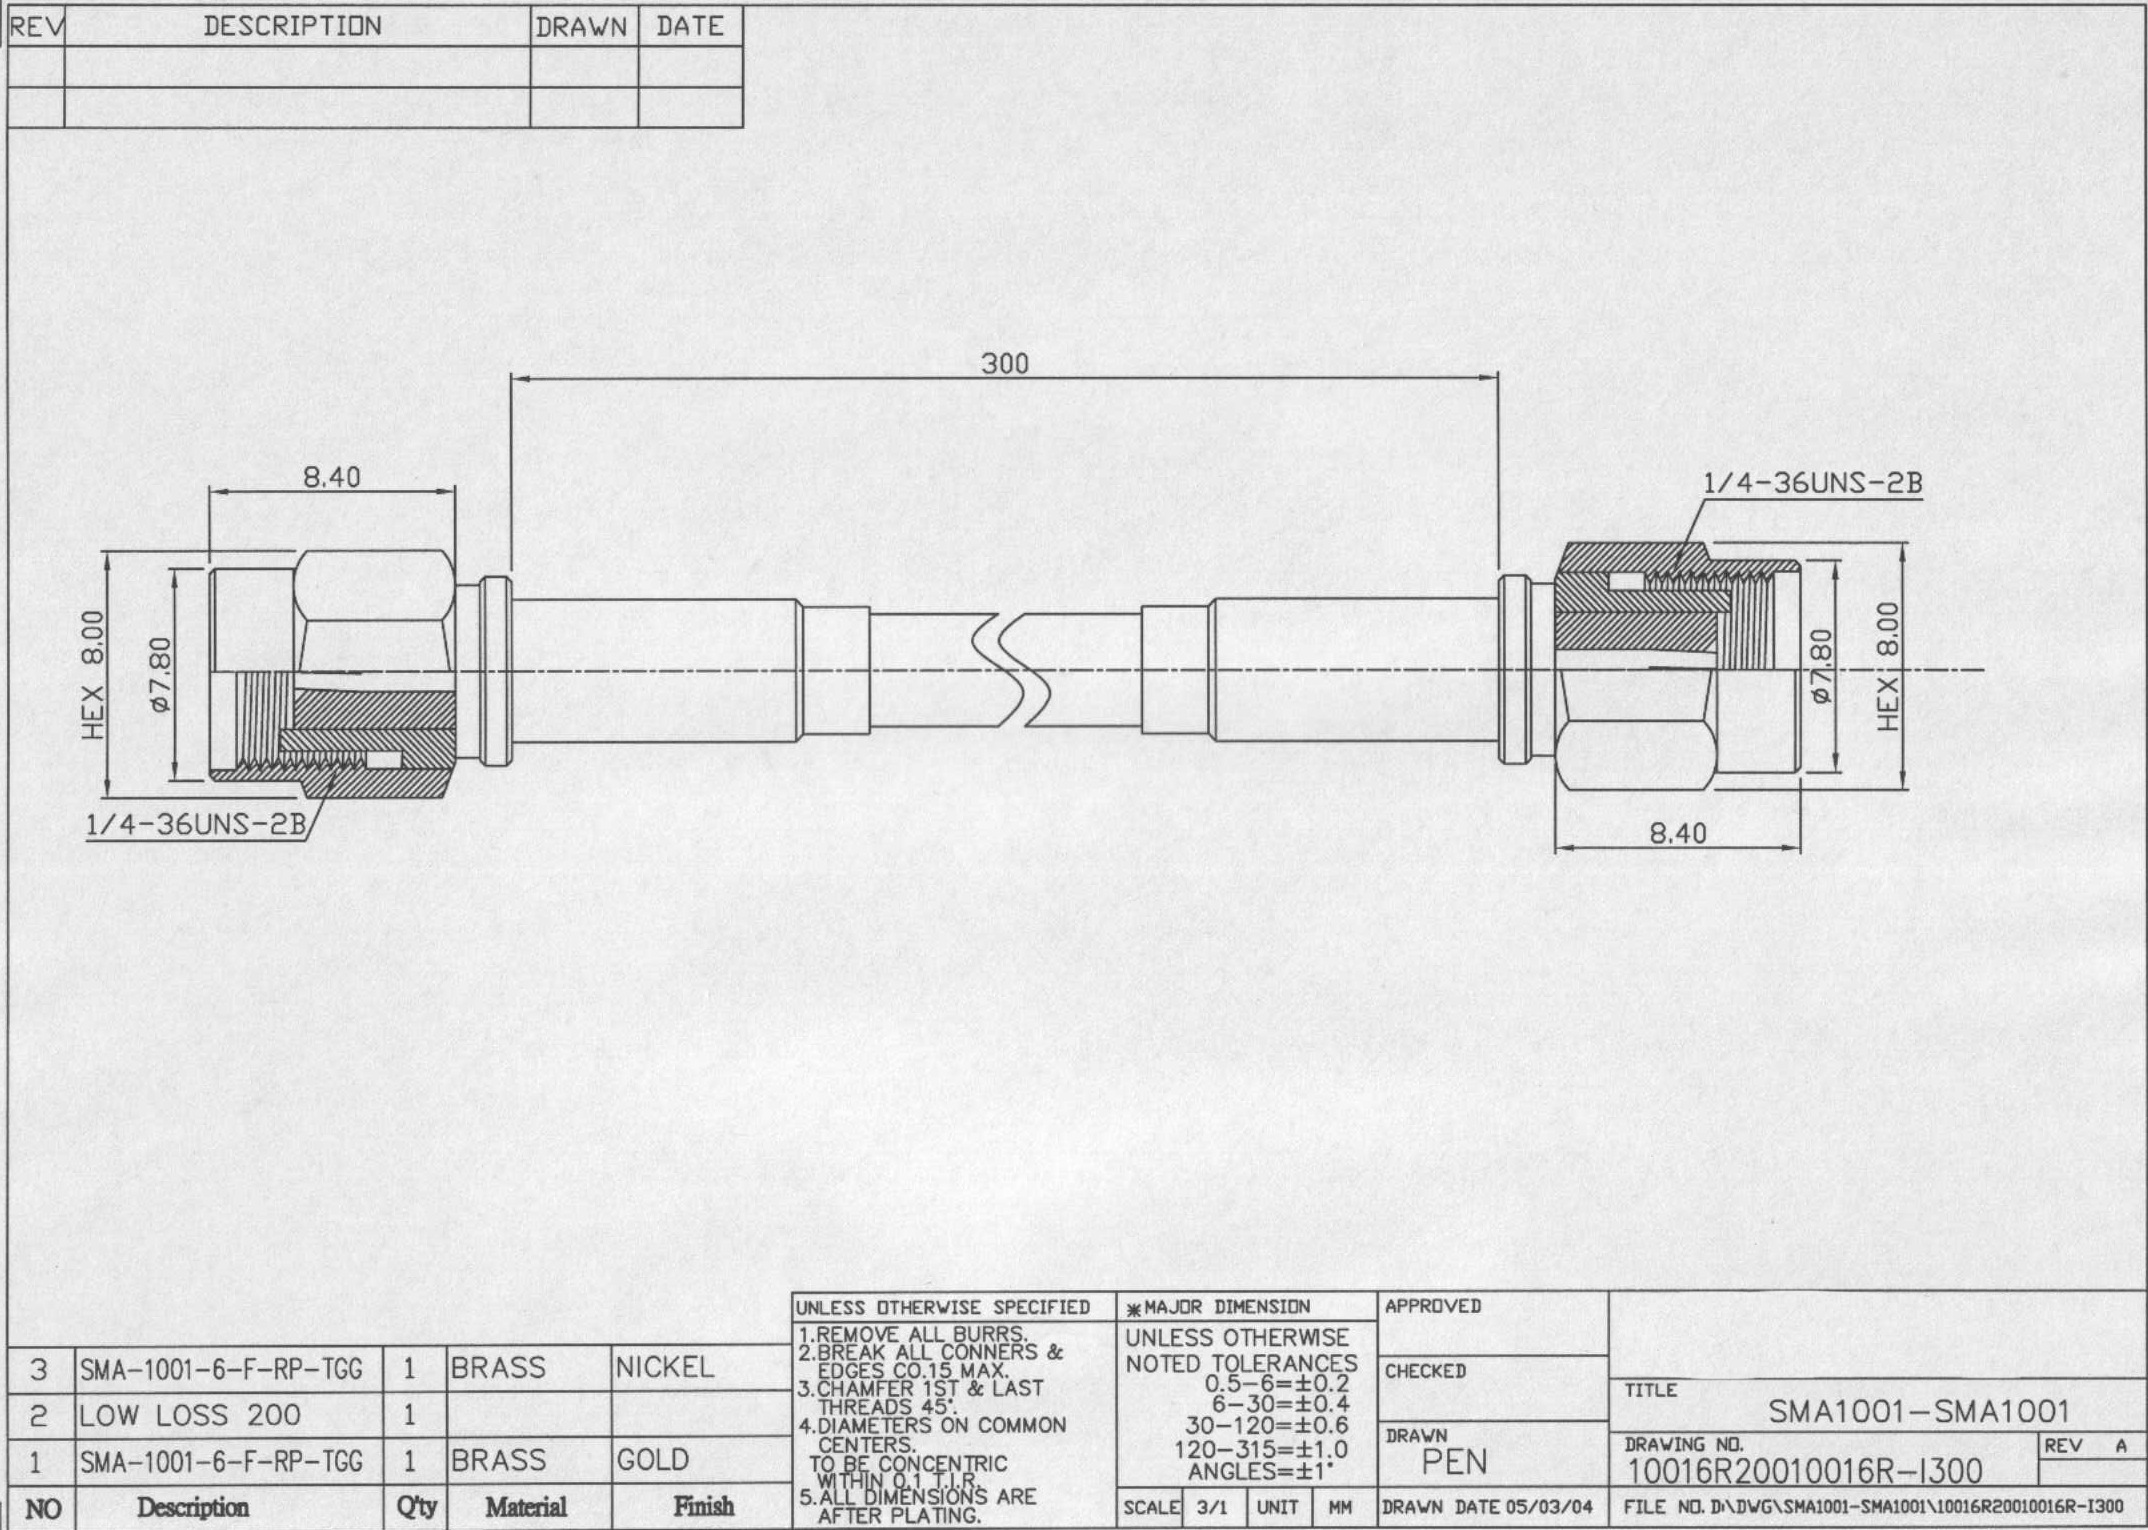 REV DESCRIPTION DRAWN DATE
300
8.40
1/4-36UNS-2B
HEX 8.00
ø7.80
ø7.80
HEX 8.00
1/4-36UNS-2B
8.40
3 SMA-1001-6-F-RP-TGG 1 BRASS NICKEL
2 LOW LOSS 200 1
1 SMA-1001-6-F-RP-TGG 1 BRASS GOLD
NO Description Q'ty Material Finish
UNLESS OTHERWISE SPECIFIED
1.REMOVE ALL BURRS.
2.BREAK ALL CONNERS &
EDGES CO.15 MAX.
3.CHAMFER 1ST & LAST
THREADS 45°.
4.DIAMETERS ON COMMON
CENTERS.
TO BE CONCENTRIC
WITHIN 0.1 T.I.R.
5.ALL DIMENSIONS ARE
AFTER PLATING.
*MAJOR DIMENSION
UNLESS OTHERWISE
NOTED TOLERANCES
0.5-6=±0.2
6-30=±0.4
30-120=±0.6
120-315=±1.0
ANGLES=±1°
SCALE 3/1 UNIT MM
APPROVED
CHECKED
DRAWN
PEN
DRAWN DATE 05/03/04
TITLE
SMA1001-SMA1001
DRAWING NO.
10016R20010016R-I300
REV A
FILE NO. D:\DWG\SMA1001-SMA1001\10016R20010016R-I300